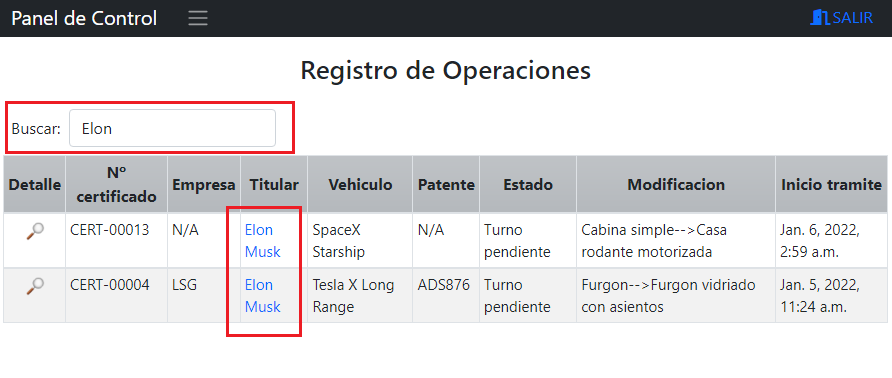 Panel de Control
SALIR
Registro de Operaciones
Buscar: Elon
Detalle Nº certificado Empresa Titular Vehiculo Patente Estado Modificacion Inicio tramite
CERT-00013 N/A Elon Musk SpaceX Starship N/A Turno pendiente Cabina simple-->Casa rodante motorizada Jan. 6, 2022, 2:59 a.m.
CERT-00004 LSG Elon Musk Tesla X Long Range ADS876 Turno pendiente Furgon-->Furgon vidriado con asientos Jan. 5, 2022, 11:24 a.m.